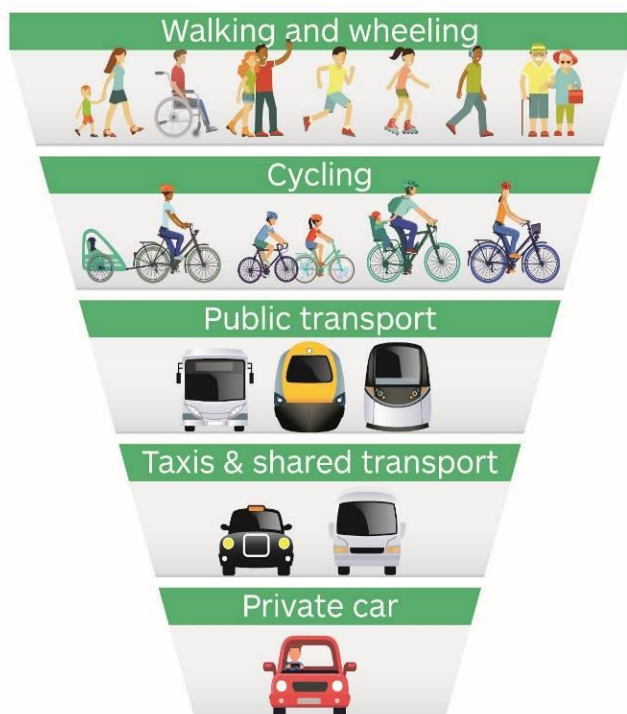 Walking and wheeling
Cycling
Public transport
Taxis & shared transport
Private car